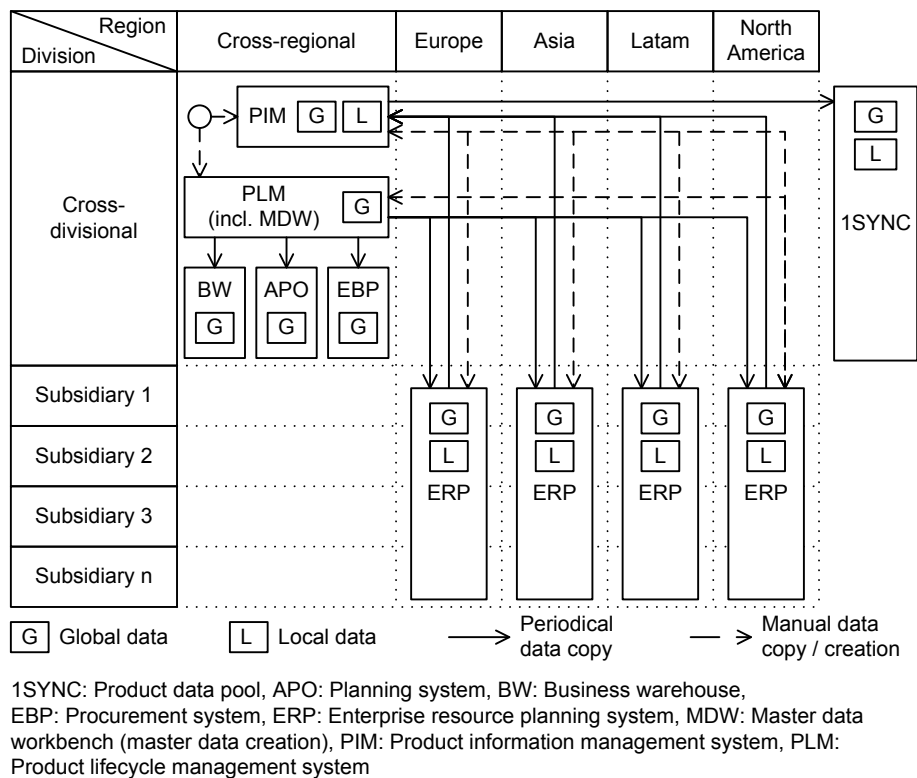 Region
Division
Cross-regional
Europe
Asia
Latam
North
America
Cross-
divisional
PIM
G
L
PLM
(incl. MDW)
G
BW
G
APO
G
EBP
G
G
L
1SYNC
Subsidiary 1
Subsidiary 2
Subsidiary 3
Subsidiary n
G
L
ERP
G
L
ERP
G
L
ERP
G
L
ERP
G Global data
L Local data
Periodical
data copy
Manual data
copy / creation
1SYNC: Product data pool, APO: Planning system, BW: Business warehouse,
EBP: Procurement system, ERP: Enterprise resource planning system, MDW: Master data
workbench (master data creation), PIM: Product information management system, PLM:
Product lifecycle management system